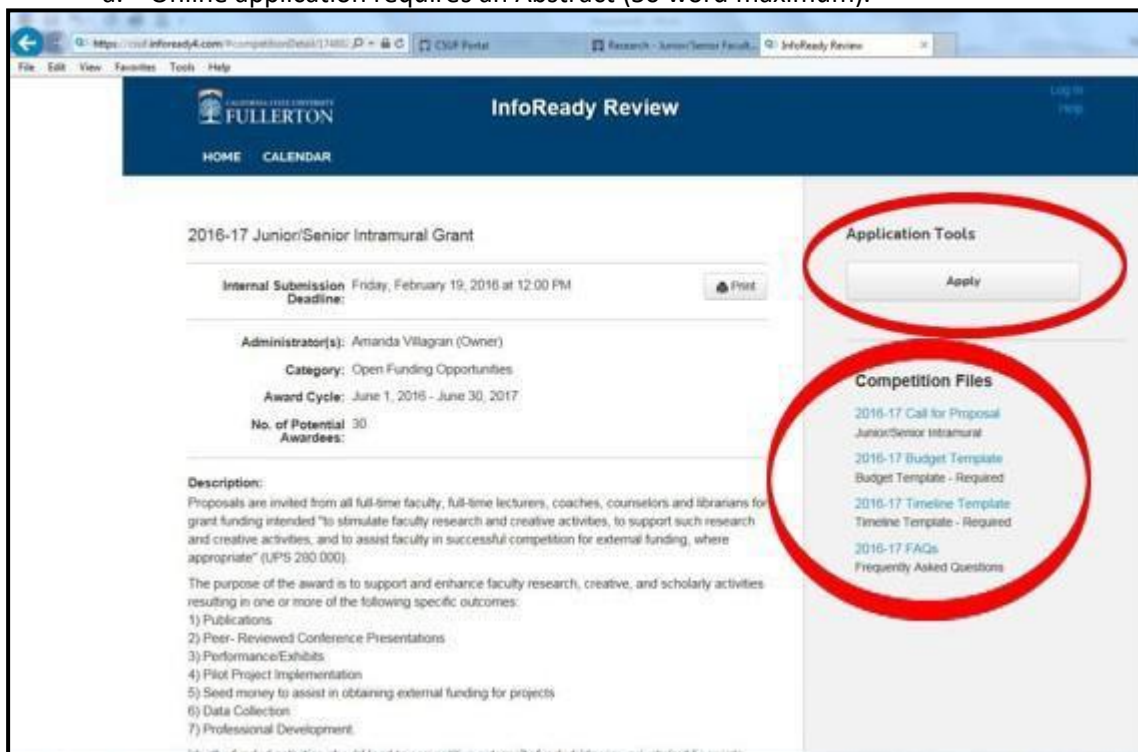 a. Online application requires an Abstract (50 word maximum).
CSUF Portal
Research - Junior/Senior Facult...
InfoReady Review
File Edit View Favorites Tools Help
CALIFORNIA STATE UNIVERSITY
FULLERTON
InfoReady Review
Log In
Help
HOME CALENDAR
2016-17 Junior/Senior Intramural Grant
Internal Submission Deadline: Friday, February 19, 2016 at 12:00 PM
Print
Administrator(s): Amanda Villagran (Owner)
Category: Open Funding Opportunities
Award Cycle: June 1, 2016 - June 30, 2017
No. of Potential Awardees: 30
Description:
Proposals are invited from all full-time faculty, full-time lecturers, coaches, counselors and librarians for
grant funding intended "to stimulate faculty research and creative activities, to support such research
and creative activities, and to assist faculty in successful competition for external funding, where
appropriate" (UPS 280.000)
The purpose of the award is to support and enhance faculty research, creative, and scholarly activities
resulting in one or more of the following specific outcomes:
1) Publications
2) Peer- Reviewed Conference Presentations
3) Performance/Exhibits
4) Pilot Project Implementation
5) Seed money to assist in obtaining external funding for projects
6) Data Collection
7) Professional Development
Application Tools
Apply
Competition Files
2016-17 Call for Proposal
Junior/Senior Intramural
2016-17 Budget Template
Budget Template - Required
2016-17 Timeline Template
Timeline Template - Required
2016-17 FAQs
Frequently Asked Questions